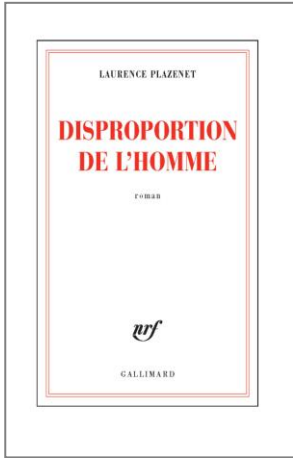 LAURENCE PLAZENET
DISPROPORTION
DE L'HOMME
roman
nrf
GALLIMARD